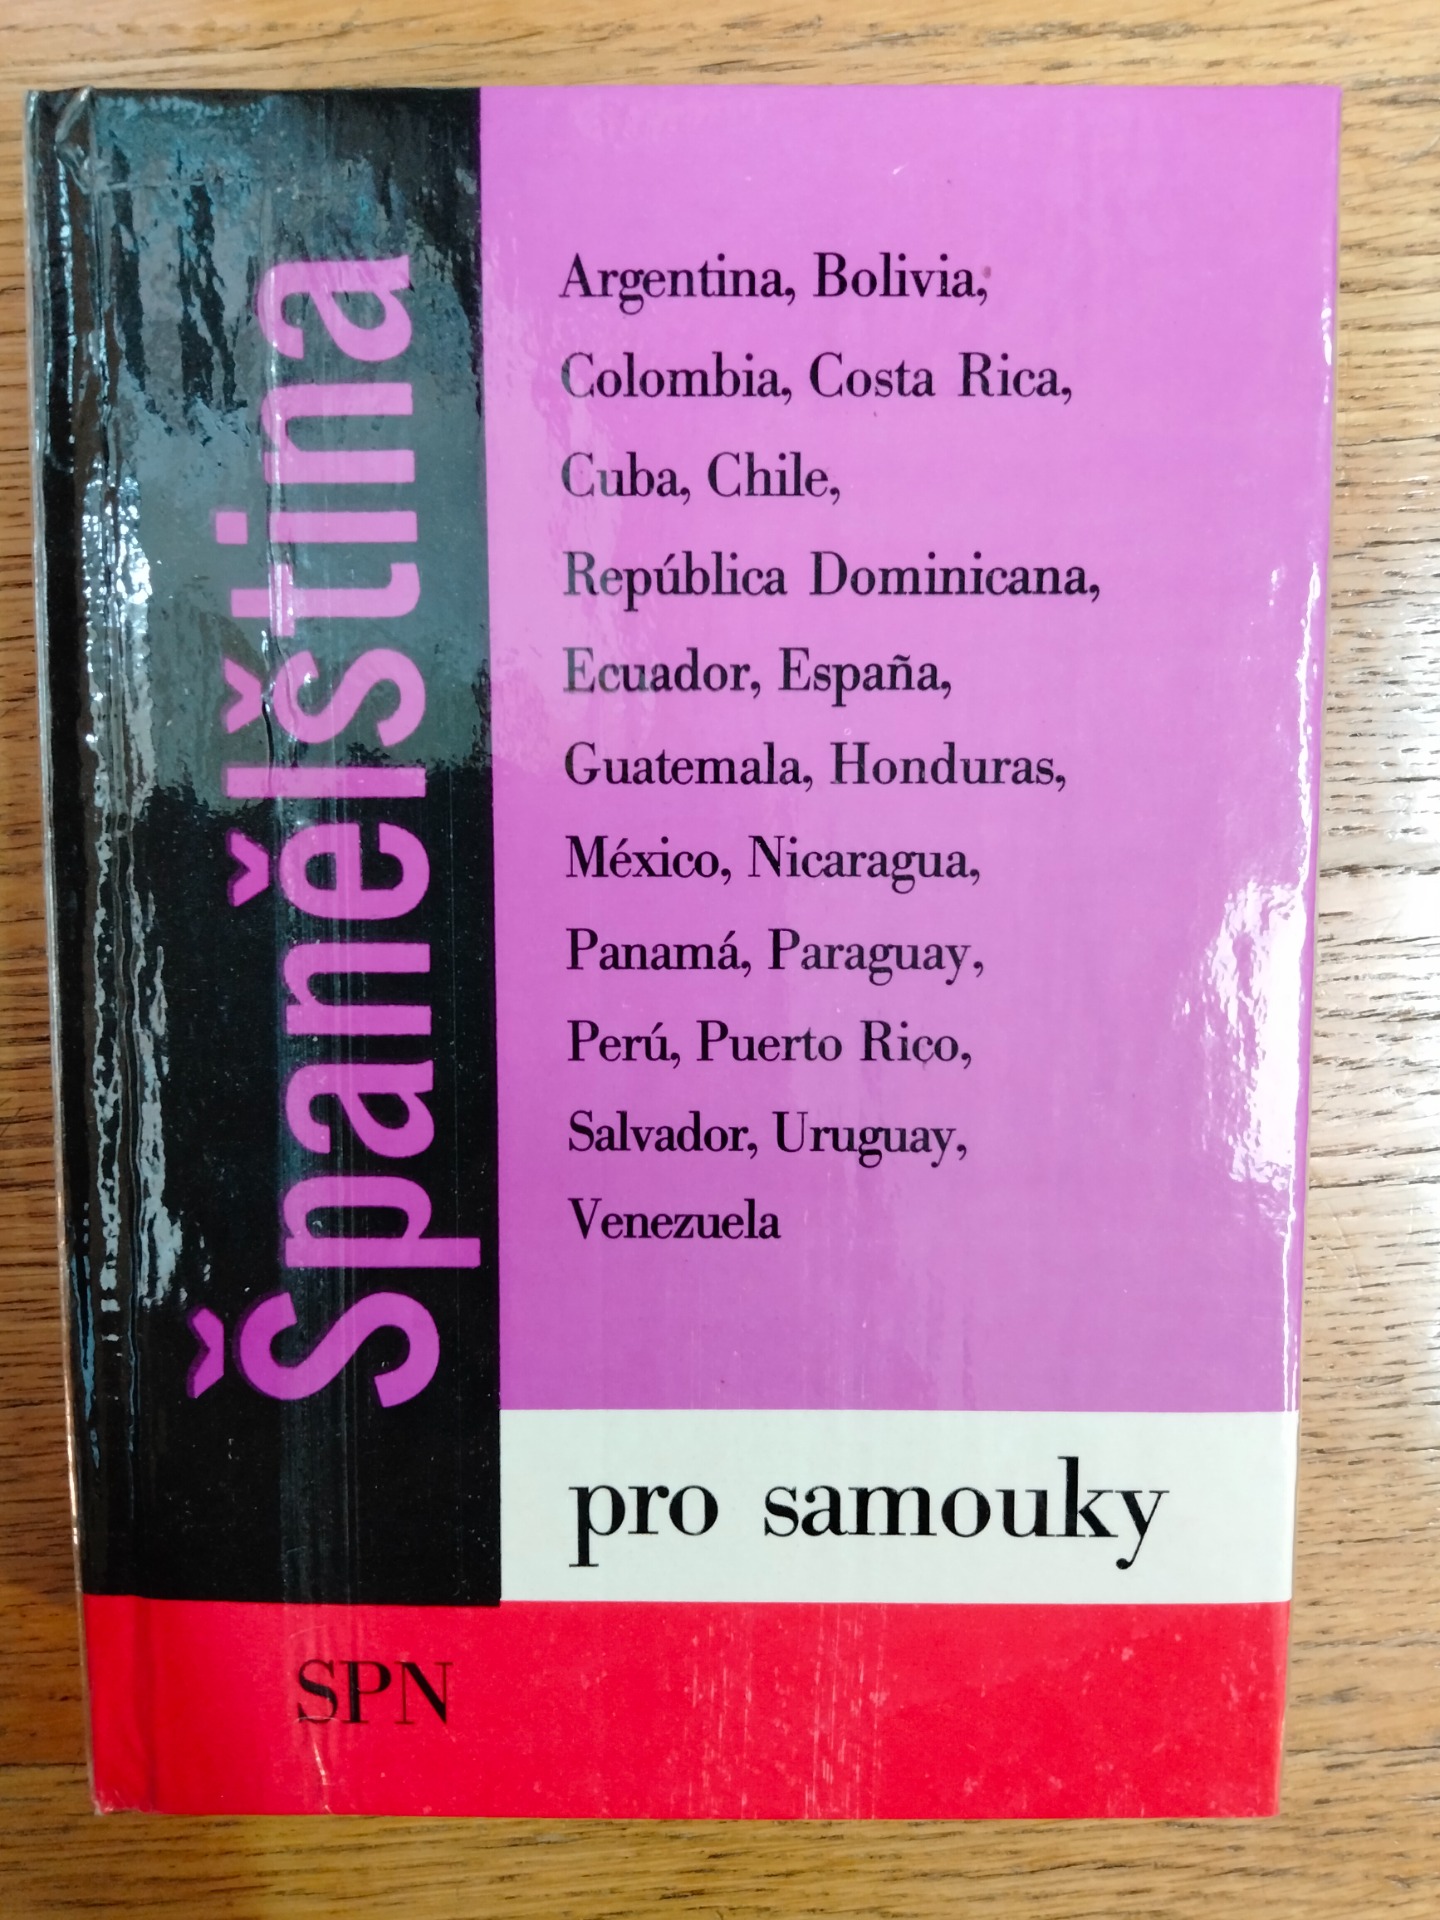 Španělština
Argentina, Bolivia,
Colombia, Costa Rica,
Cuba, Chile,
República Dominicana,
Ecuador, España,
Guatemala, Honduras,
México, Nicaragua,
Panamá, Paraguay,
Perú, Puerto Rico,
Salvador, Uruguay,
Venezuela
pro samouky
SPN